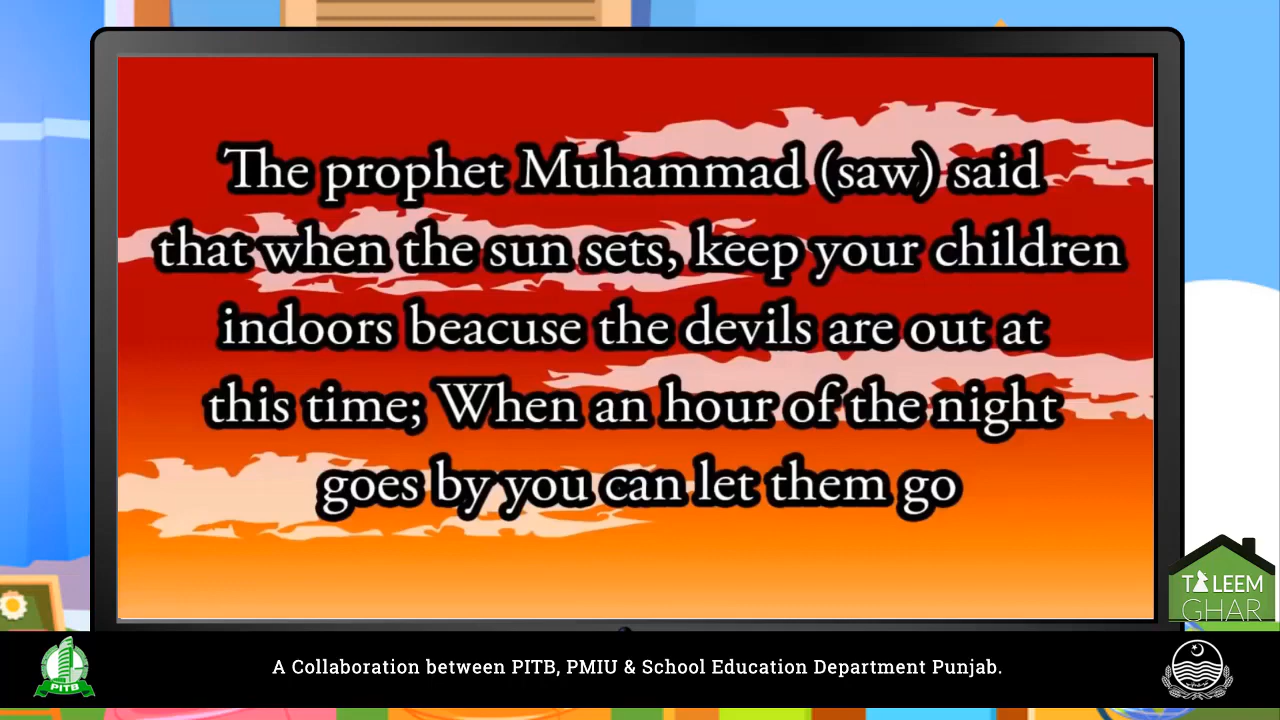 The prophet Muhammad (saw) said
that when the sun sets, keep your children
indoors beacuse the devils are out at
this time; When an hour of the night
goes by you can let them go
TALEEM
GHAR
PITB
A Collaboration between PITB, PMIU & School Education Department Punjab.